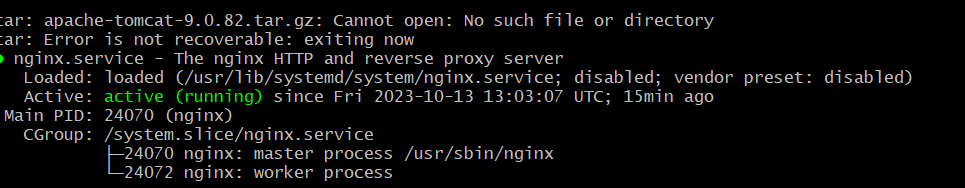 tar: apache-tomcat-9.0.82.tar.gz: Cannot open: No such file or directory
tar: Error is not recoverable: exiting now
● nginx.service - The nginx HTTP and reverse proxy server
   Loaded: loaded (/usr/lib/systemd/system/nginx.service; disabled; vendor preset: disabled)
   Active: active (running) since Fri 2023-10-13 13:03:07 UTC; 15min ago
 Main PID: 24070 (nginx)
   CGroup: /system.slice/nginx.service
           ├─24070 nginx: master process /usr/sbin/nginx
           └─24072 nginx: worker process